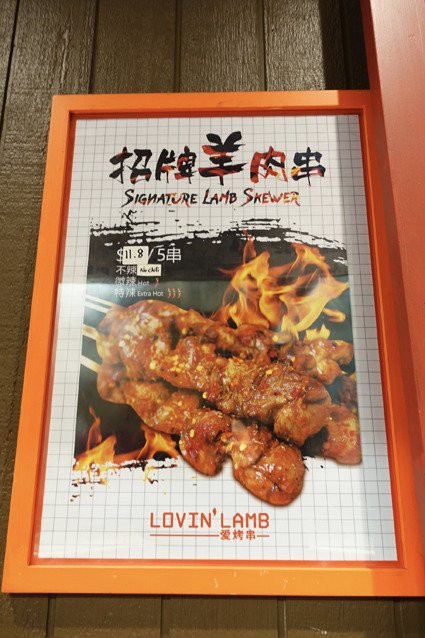 招牌羊肉串
SIGNATURE LAMB SKEWER
$11.8/5串
不辣 No chili
微辣 Hot
特辣 Extra Hot
LOVIN'LAMB
爱烤串